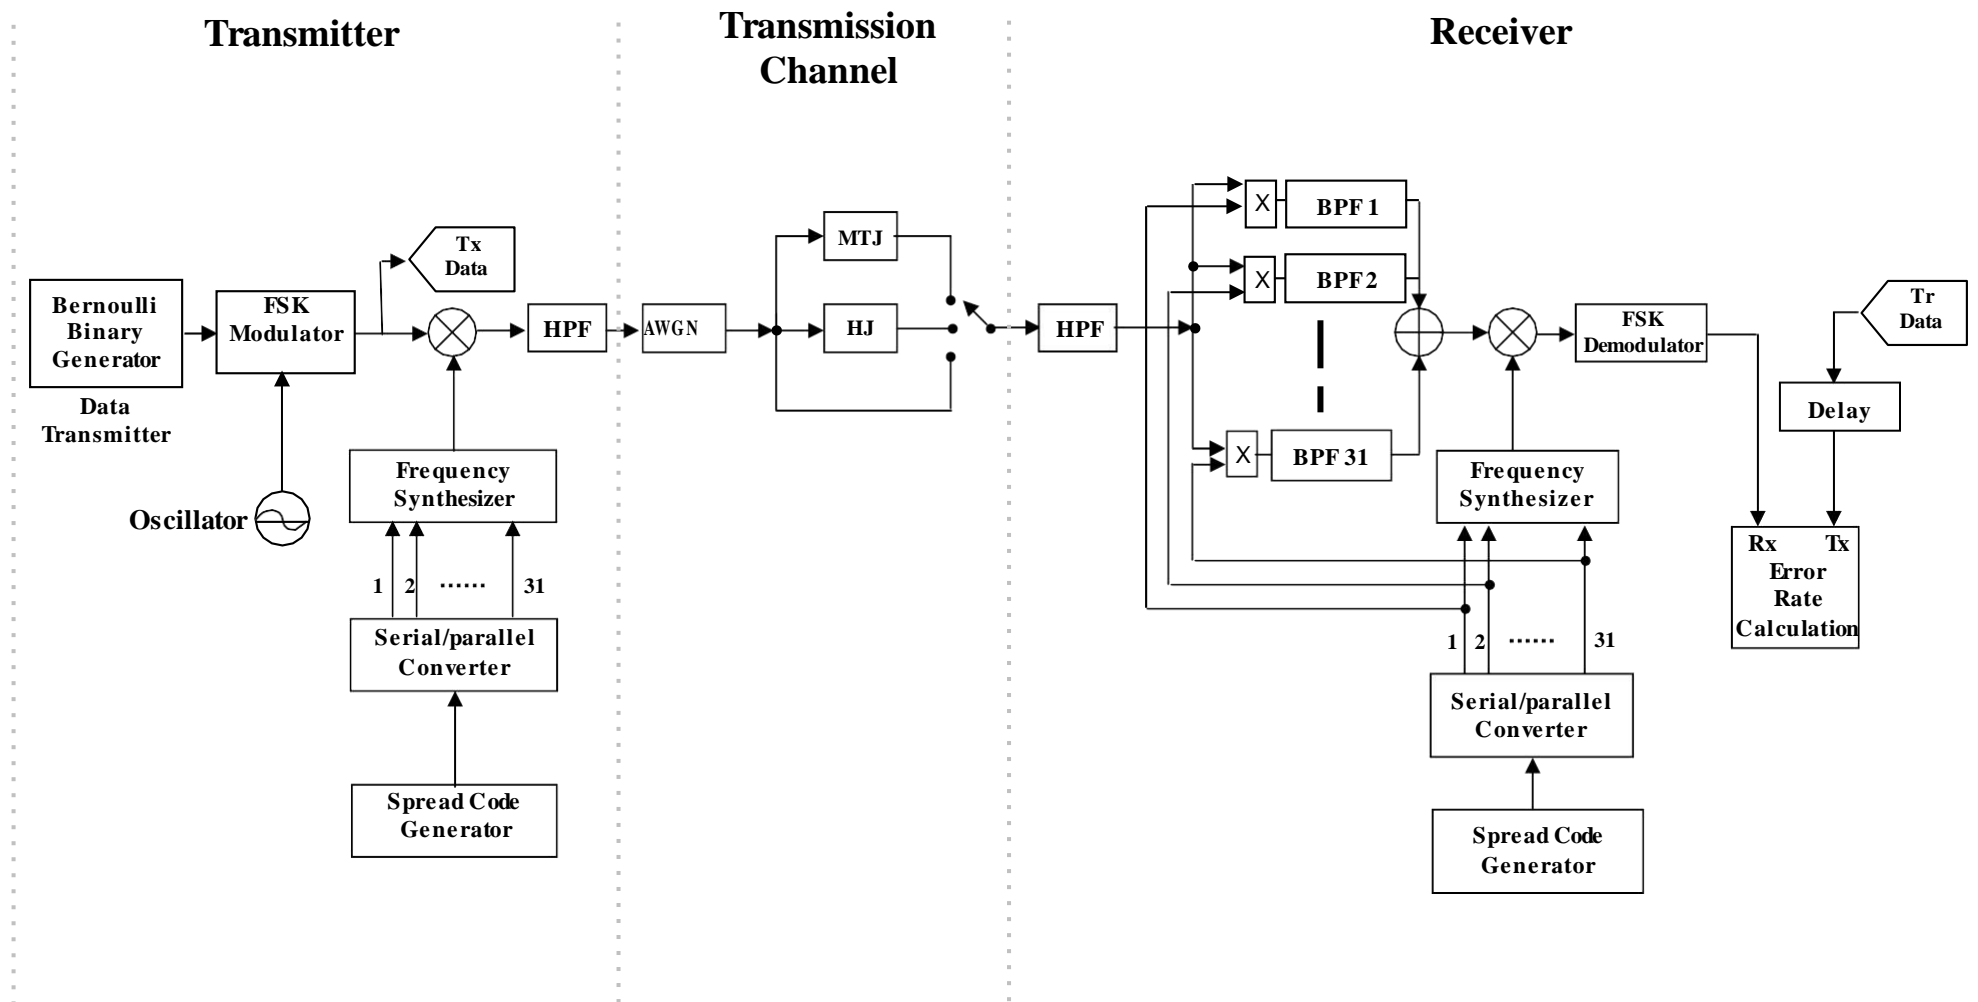 Transmitter
Transmission
Channel
Receiver
Bernoulli
Binary
Generator
Data
Transmitter
FSK
Modulator
Tx
Data
Oscillator
HPF
Frequency
Synthesizer
1
2
......
31
Serial/parallel
Converter
Spread Code
Generator
AWGN
MTJ
HJ
HPF
X
BPF 1
X
BPF 2
X
BPF 31
FSK
Demodulator
Tr
Data
Delay
Frequency
Synthesizer
1
2
......
31
Serial/parallel
Converter
Spread Code
Generator
Rx Tx
Error
Rate
Calculation